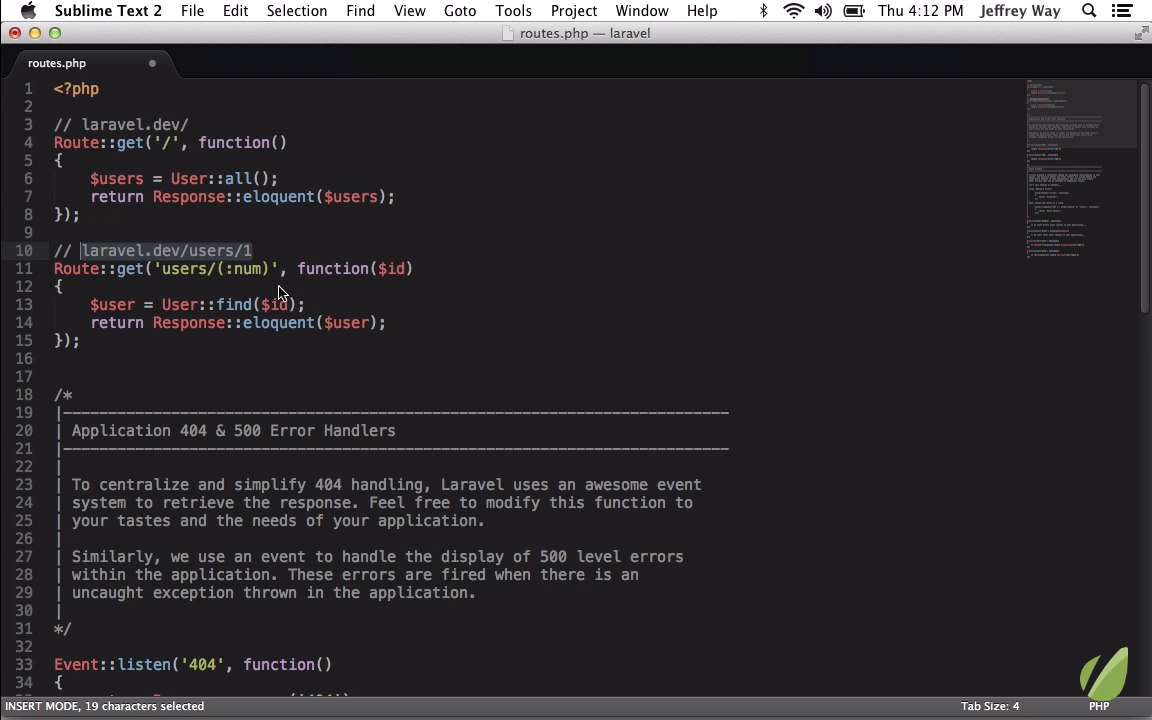 Sublime Text 2 File Edit Selection Find View Goto Tools Project Window Help Thu 4:12 PM Jeffrey Way
routes.php — laravel
routes.php
1 <?php
2
3 // laravel.dev/
4 Route::get('/', function()
5 {
6 $users = User::all();
7 return Response::eloquent($users);
8 });
9
10 // laravel.dev/users/1
11 Route::get('users/(:num)', function($id)
12 {
13 $user = User::find($id);
14 return Response::eloquent($user);
15 });
16
17
18 /*
19 |--------------------------------------------------------------------------
20 | Application 404 & 500 Error Handlers
21 |--------------------------------------------------------------------------
22 |
23 | To centralize and simplify 404 handling, Laravel uses an awesome event
24 | system to retrieve the response. Feel free to modify this function to
25 | your tastes and the needs of your application.
26 |
27 | Similarly, we use an event to handle the display of 500 level errors
28 | within the application. These errors are fired when there is an
29 | uncaught exception thrown in the application.
30 |
31 */
32
33 Event::listen('404', function()
34 {
INSERT MODE, 19 characters selected Tab Size: 4 PHP